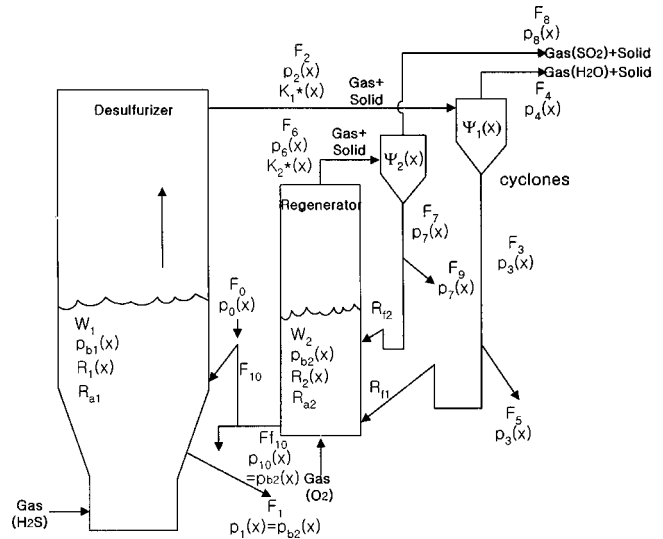 F8
p8(x)
Gas(SO2)+Solid
Gas(H2O)+Solid
F4
p4(x)
F2
p2(x)
K1*(x)
Gas+
Solid
Desulfurizer
Ψ1(x)
cyclones
F6
p6(x)
K2*(x)
Gas+
Solid
Ψ2(x)
Regenerator
F7
p7(x)
F3
p3(x)
F9
p7(x)
F0
p0(x)
Rf2
W1
pb1(x)
R1(x)
Ra1
F10
W2
pb2(x)
R2(x)
Ra2
Rf1
F5
p3(x)
Ff10
p10(x)
=pb2(x)
Gas
(O2)
Gas
(H2S)
F1
p1(x)=pb2(x)